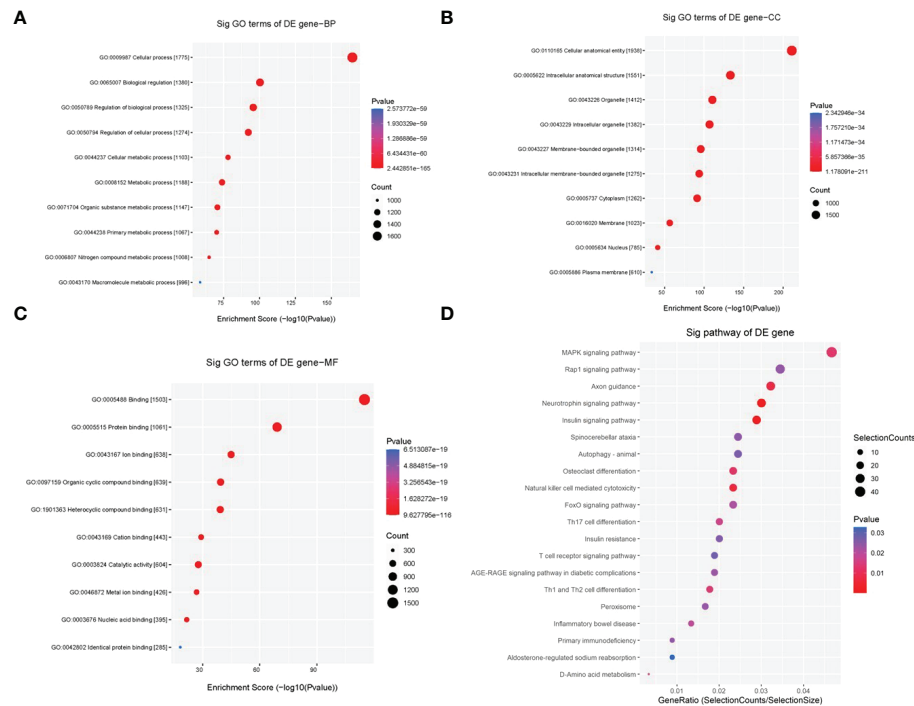 A
Sig GO terms of DE gene-BP
GO:0009987 Cellular process [1775]
GO:0065007 Biological regulation [1380]
GO:0050789 Regulation of biological process [1325]
GO:0050794 Regulation of cellular process [1274]
GO:0044237 Cellular metabolic process [1103]
GO:0008152 Metabolic process [1188]
GO:0071704 Organic substance metabolic process [1147]
GO:0044238 Primary metabolic process [1067]
GO:0006807 Nitrogen compound metabolic process [1008]
GO:0043170 Macromolecule metabolic process [996]
75 100 125 150
Enrichment Score (−log10(Pvalue))
Pvalue
2.573772e−59
1.930329e−59
1.286886e−59
6.434431e−60
2.442851e−165
Count
1000
1200
1400
1600
B
Sig GO terms of DE gene-CC
GO:0110165 Cellular anatomical entity [1938]
GO:0005622 Intracellular anatomical structure [1551]
GO:0043226 Organelle [1412]
GO:0043229 Intracellular organelle [1382]
GO:0043227 Membrane−bounded organelle [1314]
GO:0043231 Intracellular membrane−bounded organelle [1275]
GO:0005737 Cytoplasm [1262]
GO:0016020 Membrane [1023]
GO:0005634 Nucleus [785]
GO:0005886 Plasma membrane [610]
50 100 150 200
Enrichment Score (−log10(Pvalue))
Pvalue
2.342946e−34
1.757210e−34
1.171473e−34
5.857366e−35
1.178091e−211
Count
1000
1500
C
Sig GO terms of DE gene-MF
GO:0005488 Binding [1503]
GO:0005515 Protein binding [1061]
GO:0043167 Ion binding [638]
GO:0097159 Organic cyclic compound binding [639]
GO:1901363 Heterocyclic compound binding [631]
GO:0043169 Cation binding [443]
GO:0003824 Catalytic activity [604]
GO:0046872 Metal ion binding [426]
GO:0003676 Nucleic acid binding [395]
GO:0042802 Identical protein binding [285]
30 60 90
Enrichment Score (−log10(Pvalue))
Pvalue
6.513087e−19
4.884815e−19
3.256543e−19
1.628272e−19
9.627795e−116
Count
300
600
900
1200
1500
D
Sig pathway of DE gene
MAPK signaling pathway
Rap1 signaling pathway
Axon guidance
Neurotrophin signaling pathway
Insulin signaling pathway
Spinocerebellar ataxia
Autophagy - animal
Osteoclast differentiation
Natural killer cell mediated cytotoxicity
FoxO signaling pathway
Th17 cell differentiation
Insulin resistance
T cell receptor signaling pathway
AGE-RAGE signaling pathway in diabetic complications
Th1 and Th2 cell differentiation
Peroxisome
Inflammatory bowel disease
Primary immunodeficiency
Aldosterone-regulated sodium reabsorption
D-Amino acid metabolism
0.01 0.02 0.03 0.04
GeneRatio (SelectionCounts/SelectionSize)
SelectionCounts
10
20
30
40
Pvalue
0.03
0.02
0.01